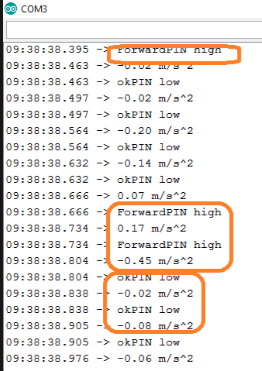 COM3
09:38:38.395 -> ForwardPIN high
09:38:38.463 -> -0.02 m/s^2
09:38:38.463 -> okPIN low
09:38:38.497 -> -0.02 m/s^2
09:38:38.497 -> okPIN low
09:38:38.564 -> -0.20 m/s^2
09:38:38.564 -> okPIN low
09:38:38.632 -> -0.14 m/s^2
09:38:38.632 -> okPIN low
09:38:38.666 -> 0.07 m/s^2
09:38:38.666 -> ForwardPIN high
09:38:38.734 -> 0.17 m/s^2
09:38:38.734 -> ForwardPIN high
09:38:38.804 -> -0.45 m/s^2
09:38:38.804 -> okPIN low
09:38:38.838 -> -0.02 m/s^2
09:38:38.838 -> okPIN low
09:38:38.905 -> -0.08 m/s^2
09:38:38.905 -> okPIN low
09:38:38.976 -> -0.06 m/s^2